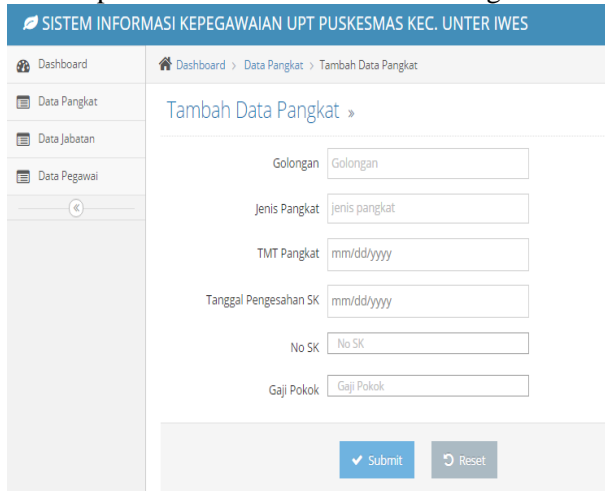 SISTEM INFORMASI KEPEGAWAIAN UPT PUSKESMAS KEC. UNTER IWES
Dashboard
Data Pangkat
Data Jabatan
Data Pegawai
Dashboard > Data Pangkat > Tambah Data Pangkat
Tambah Data Pangkat »
Golongan Golongan
Jenis Pangkat jenis pangkat
TMT Pangkat mm/dd/yyyy
Tanggal Pengesahan SK mm/dd/yyyy
No SK No SK
Gaji Pokok Gaji Pokok
Submit Reset